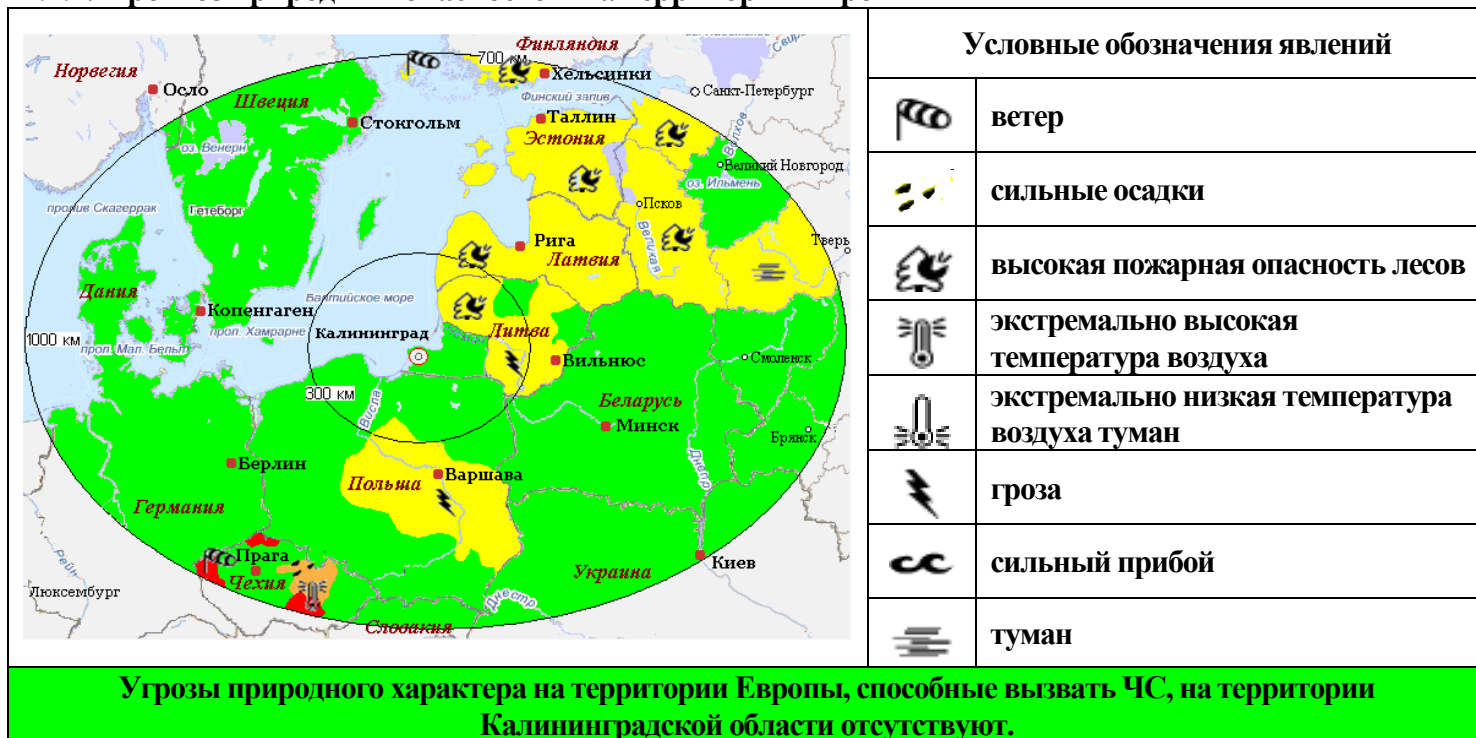 Условные обозначения явлений
ветер
сильные осадки
высокая пожарная опасность лесов
экстремально высокая
температура воздуха
экстремально низкая температура
воздуха туман
гроза
сильный прибой
туман
Норвегия
Финляндия
700 км
Осло
Хельсинки
Швеция
Финский залив
Санкт-Петербург
Стокгольм
Таллин
Эстония
Волхов
оз. Венерн
Великий Новгород
оз. Ильмень
пролив Скагеррак
Гётеборг
Псков
Великая
Рига
Латвия
Тверь
Дания
Балтийское море
Копенгаген
Калининград
Литва
прол. Хамрарне
1000 км
прол. Мал. Бельт
Вильнюс
Смоленск
300 км
Висла
Беларусь
Минск
Брянск
Берлин
Варшава
Польша
Днепр
Германия
Прага
Киев
Рейн
Чехия
Украина
Люксембург
Днестр
Словакия
Угрозы природного характера на территории Европы, способные вызвать ЧС, на территории
Калининградской области отсутствуют.